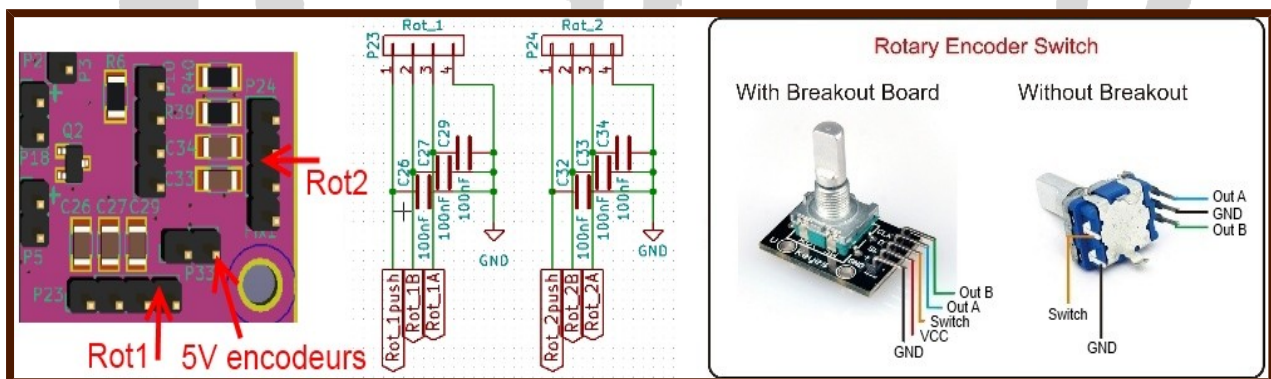 P2
P3
R6
P10
R40
P24
R39
Q2
C34
P18
C33
Rot2
C26
C27
C29
P5
P33
P23
Rot1
5V encodeurs
Rot_1
P23
1
2
3
4
C26
C27
C29
100nF
100nF
100nF
GND
Rot_1push
Rot_1B
Rot_1A
Rot_2
P24
1
2
3
4
C32
C33
C34
100nF
100nF
100nF
GND
Rot_2push
Rot_2B
Rot_2A
Rotary Encoder Switch
With Breakout Board
Keyes
Out B
Out A
Switch
VCC
GND
Without Breakout
Out A
GND
Out B
Switch
GND